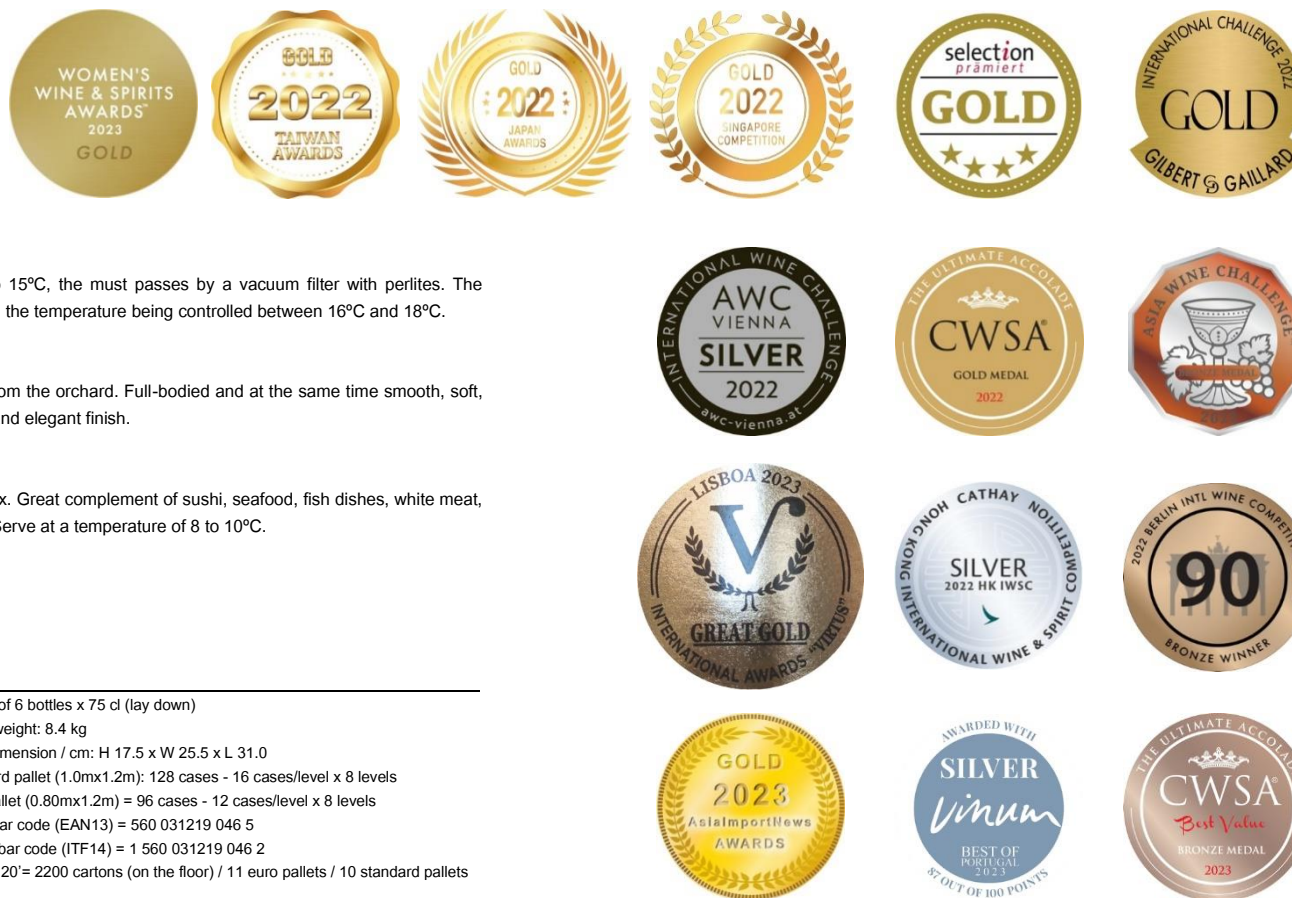 WOMEN'S
WINE & SPIRITS
AWARDS™
2023
GOLD
GOLD
2022
TAIWAN
AWARDS
GOLD
2022
JAPAN
AWARDS
GOLD
2022
SINGAPORE
COMPETITION
selection
prämiert
GOLD
INTERNATIONAL CHALLENGE 2022
GOLD
GILBERT & GAILLARD
15ºC, the must passes by a vacuum filter with perlites. The
the temperature being controlled between 16ºC and 18ºC.
om the orchard. Full-bodied and at the same time smooth, soft,
nd elegant finish.
x. Great complement of sushi, seafood, fish dishes, white meat,
Serve at a temperature of 8 to 10ºC.
INTERNATIONAL WINE CHALLENGE
AWC
VIENNA
SILVER
2022
awc-vienna.at
THE ULTIMATE ACCOLADE
CWSA®
GOLD MEDAL
2022
ASIA WINE CHALLENGE
BRONZE MEDAL
LISBOA 2023
V
GREAT GOLD
INTERNATIONAL AWARDS "VIRTUS"
CATHAY
HONG KONG INTERNATIONAL WINE & SPIRIT COMPETITION
SILVER
2022 HK IWSC
2022 BERLIN INTL WINE COMPETIT
90
BRONZE WINNER
of 6 bottles x 75 cl (lay down)
weight: 8.4 kg
mension / cm: H 17.5 x W 25.5 x L 31.0
rd pallet (1.0mx1.2m): 128 cases - 16 cases/level x 8 levels
allet (0.80mx1.2m) = 96 cases - 12 cases/level x 8 levels
ar code (EAN13) = 560 031219 046 5
bar code (ITF14) = 1 560 031219 046 2
20'= 2200 cartons (on the floor) / 11 euro pallets / 10 standard pallets
GOLD
2023
AsiaImportNews
AWARDS
AWARDED WITH
SILVER
Vinum
BEST OF
PORTUGAL
2023
87 OUT OF 100 POINTS
THE ULTIMATE ACCOLADE
CWSA®
Best Value
BRONZE MEDAL
2023